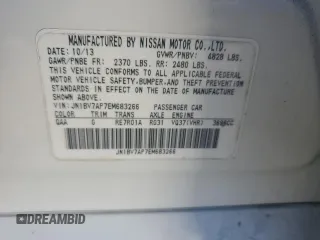 MANUFACTURED BY NISSAN MOTOR CO.,LTD.
DATE: 10/13 GVWR/PNBV: 4828 LBS.
GAWR/PNBE FR: 2370 LBS. RR: 2480 LBS.
THIS VEHICLE CONFORMS TO ALL APPLICABLE FEDERAL
MOTOR VEHICLE SAFETY, BUMPER, AND THEFT PREVENTION
STANDARDS IN EFFECT ON THE DATE OF MANUFACTURE
SHOWN ABOVE.
VIN: JN1BV7AP7EM683266 PASSENGER CAR
COLOR TRIM TRANS AXLE ENGINE
QAA G RE7R01A R031 VQ37(VHR) 3696CC
JN1BV7AP7EM683266
©AutoBidMaster